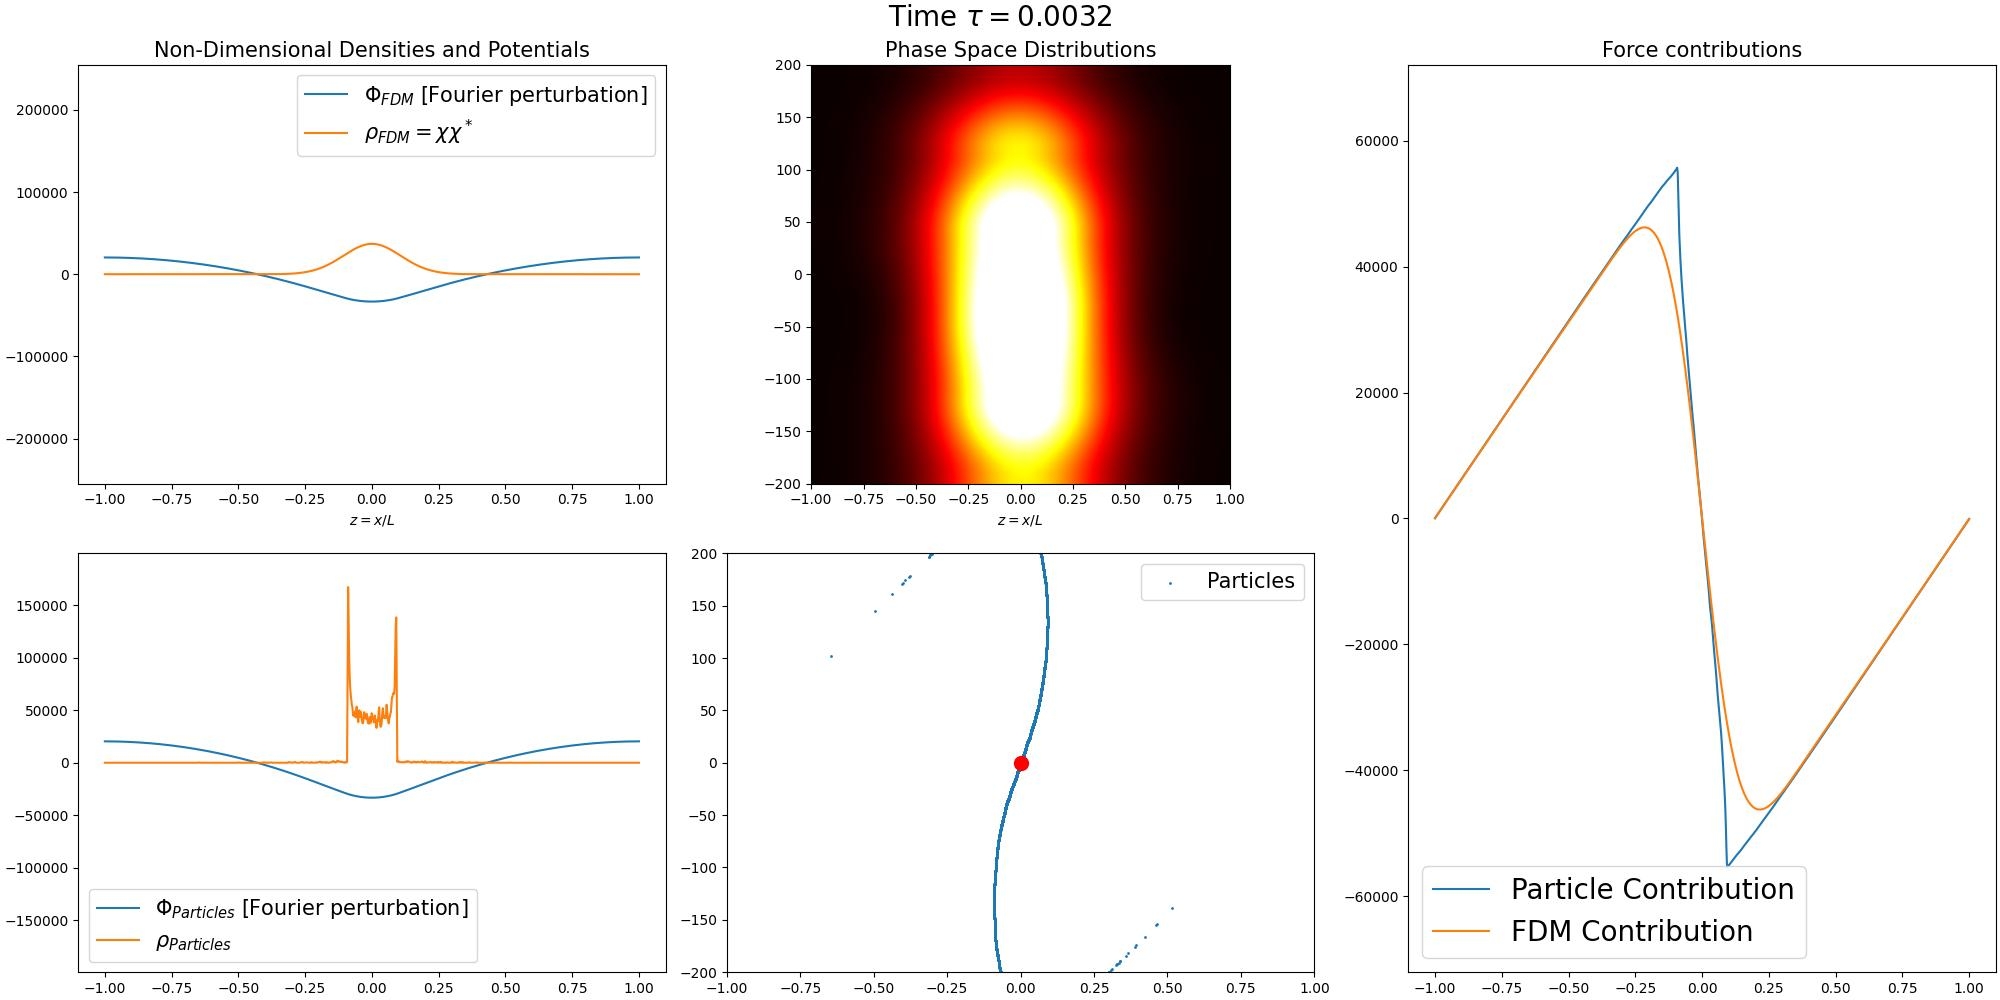 Time τ = 0.0032
Non-Dimensional Densities and Potentials
200000
100000
0
−100000
−200000
Φ_FDM [Fourier perturbation]
ρ_FDM = χχ*
−1.00 −0.75 −0.50 −0.25 0.00 0.25 0.50 0.75 1.00
z = x/L
Phase Space Distributions
200
150
100
50
0
−50
−100
−150
−200
−1.00 −0.75 −0.50 −0.25 0.00 0.25 0.50 0.75 1.00
z = x/L
Force contributions
60000
40000
20000
0
−20000
−40000
−60000
Particle Contribution
FDM Contribution
−1.00 −0.75 −0.50 −0.25 0.00 0.25 0.50 0.75 1.00
150000
100000
50000
0
−50000
−100000
−150000
Φ_Particles [Fourier perturbation]
ρ_Particles
−1.00 −0.75 −0.50 −0.25 0.00 0.25 0.50 0.75 1.00
200
150
100
50
0
−50
−100
−150
−200
Particles
−1.00 −0.75 −0.50 −0.25 0.00 0.25 0.50 0.75 1.00